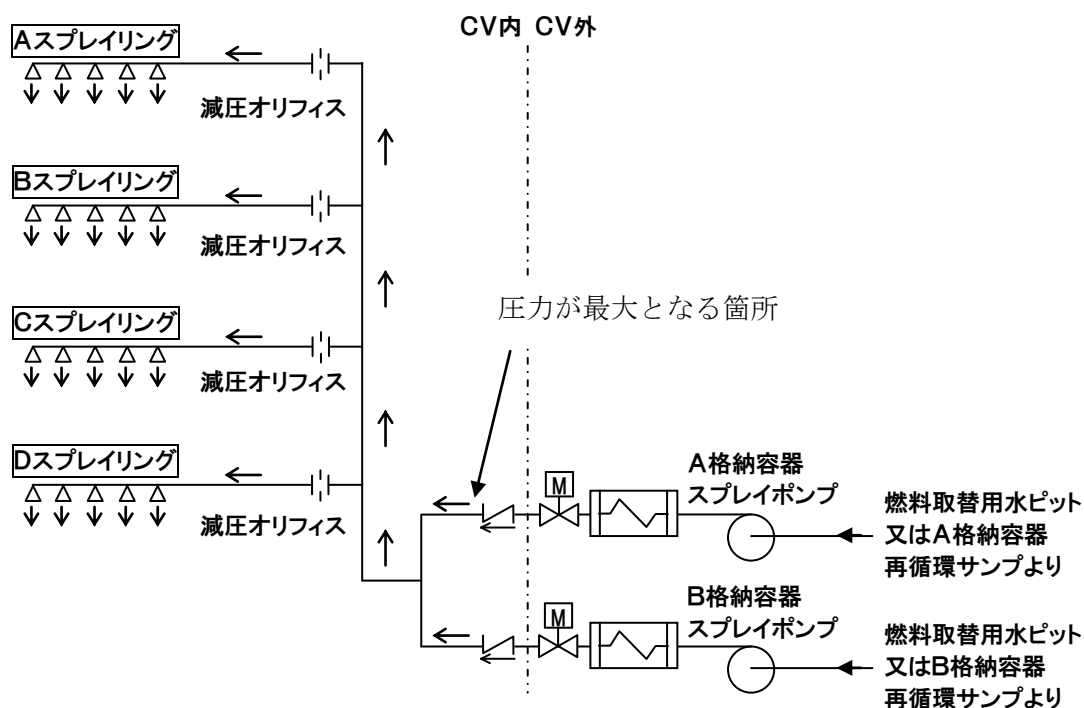 CV内 CV外
Aスプレイリング
減圧オリフィス
Bスプレイリング
減圧オリフィス
圧力が最大となる箇所
Cスプレイリング
減圧オリフィス
Dスプレイリング
減圧オリフィス
M
A格納容器
スプレイポンプ
燃料取替用水ピット
又はA格納容器
再循環サンプより
M
B格納容器
スプレイポンプ
燃料取替用水ピット
又はB格納容器
再循環サンプより